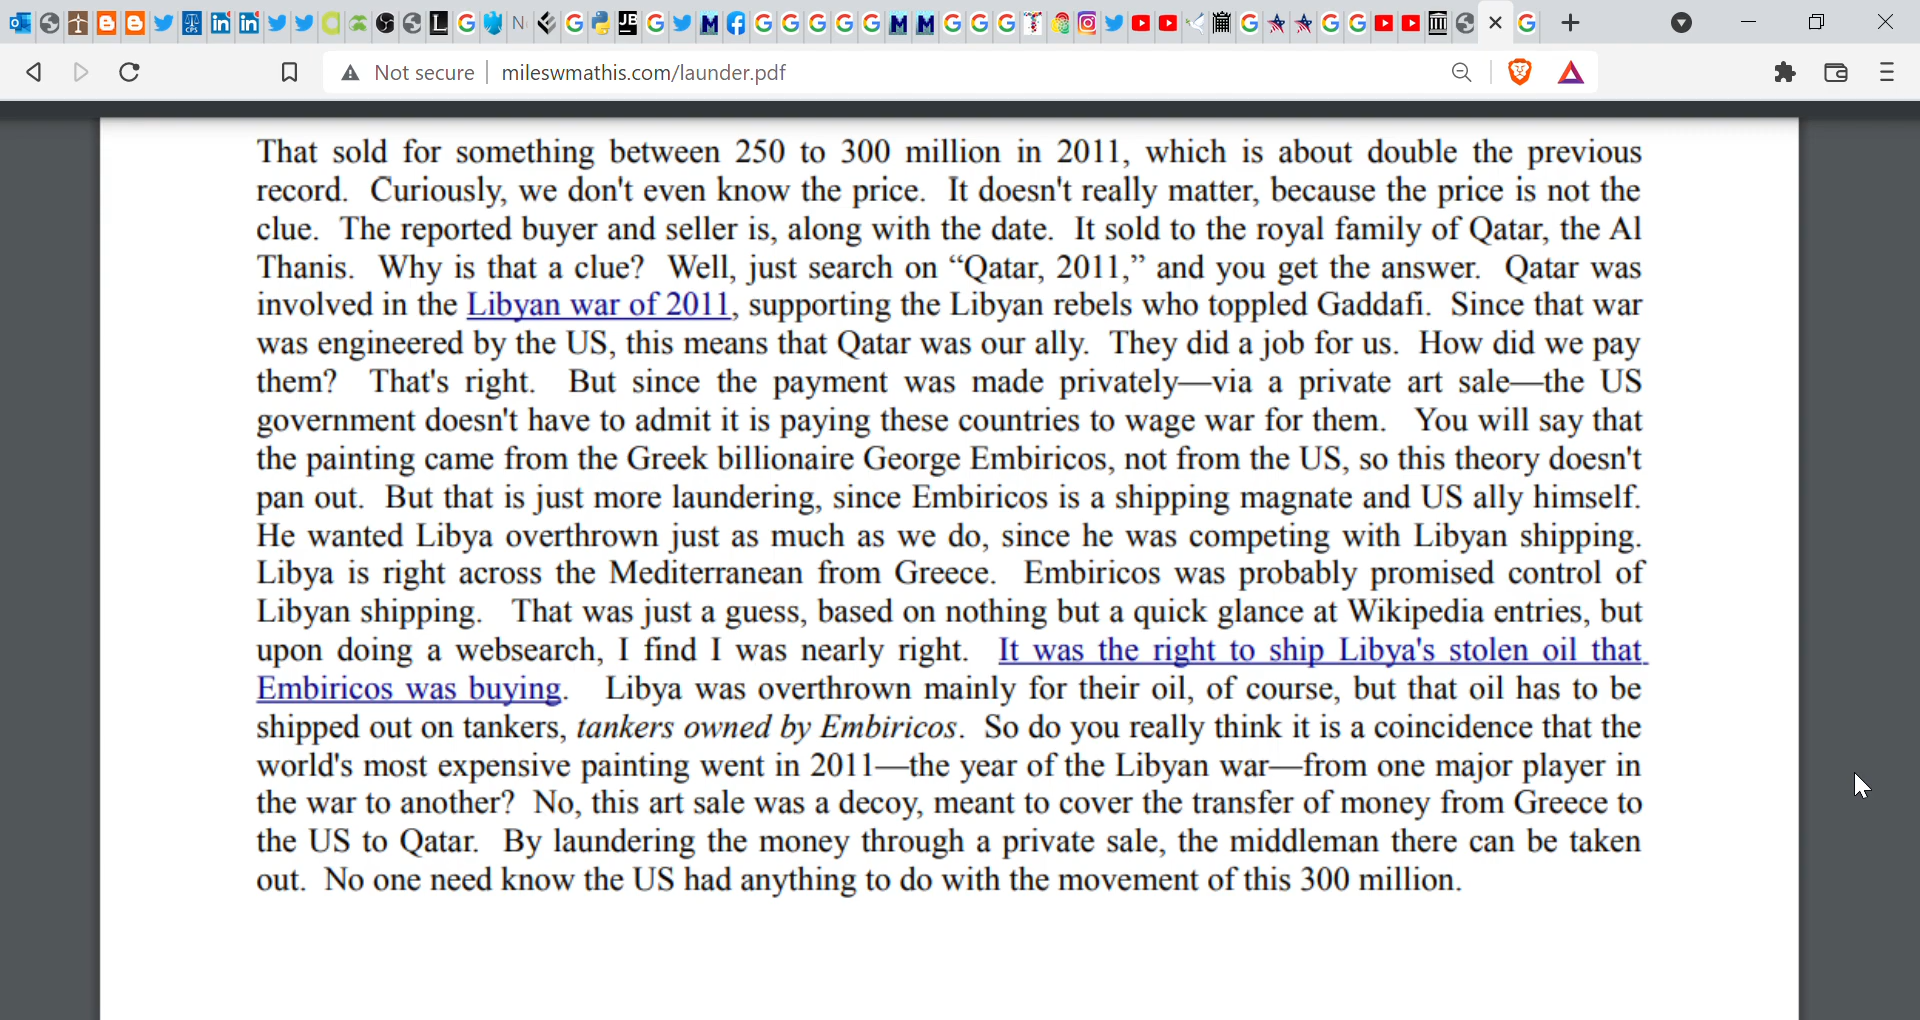 Not secure | mileswmathis.com/launder.pdf
That sold for something between 250 to 300 million in 2011, which is about double the previous
record. Curiously, we don't even know the price. It doesn't really matter, because the price is not the
clue. The reported buyer and seller is, along with the date. It sold to the royal family of Qatar, the Al
Thanis. Why is that a clue? Well, just search on “Qatar, 2011,” and you get the answer. Qatar was
involved in the Libyan war of 2011, supporting the Libyan rebels who toppled Gaddafi. Since that war
was engineered by the US, this means that Qatar was our ally. They did a job for us. How did we pay
them? That's right. But since the payment was made privately—via a private art sale—the US
government doesn't have to admit it is paying these countries to wage war for them. You will say that
the painting came from the Greek billionaire George Embiricos, not from the US, so this theory doesn't
pan out. But that is just more laundering, since Embiricos is a shipping magnate and US ally himself.
He wanted Libya overthrown just as much as we do, since he was competing with Libyan shipping.
Libya is right across the Mediterranean from Greece. Embiricos was probably promised control of
Libyan shipping. That was just a guess, based on nothing but a quick glance at Wikipedia entries, but
upon doing a websearch, I find I was nearly right. It was the right to ship Libya's stolen oil that
Embiricos was buying. Libya was overthrown mainly for their oil, of course, but that oil has to be
shipped out on tankers, tankers owned by Embiricos. So do you really think it is a coincidence that the
world's most expensive painting went in 2011—the year of the Libyan war—from one major player in
the war to another? No, this art sale was a decoy, meant to cover the transfer of money from Greece to
the US to Qatar. By laundering the money through a private sale, the middleman there can be taken
out. No one need know the US had anything to do with the movement of this 300 million.